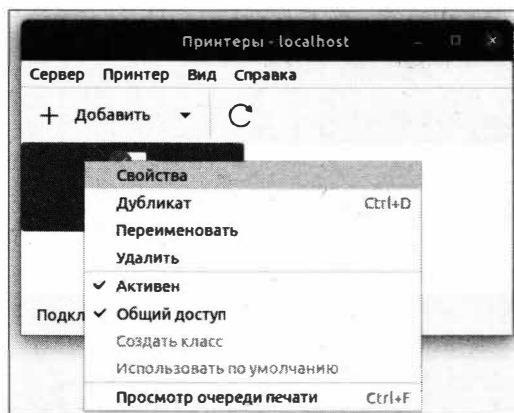 Принтеры - localhost
Сервер Принтер Вид Справка
+ Добавить
Свойства
Дубликат Ctrl+D
Переименовать
Удалить
✓ Активен
Подкл ✓ Общий доступ
Создать класс
Использовать по умолчанию
Просмотр очереди печати Ctrl+F